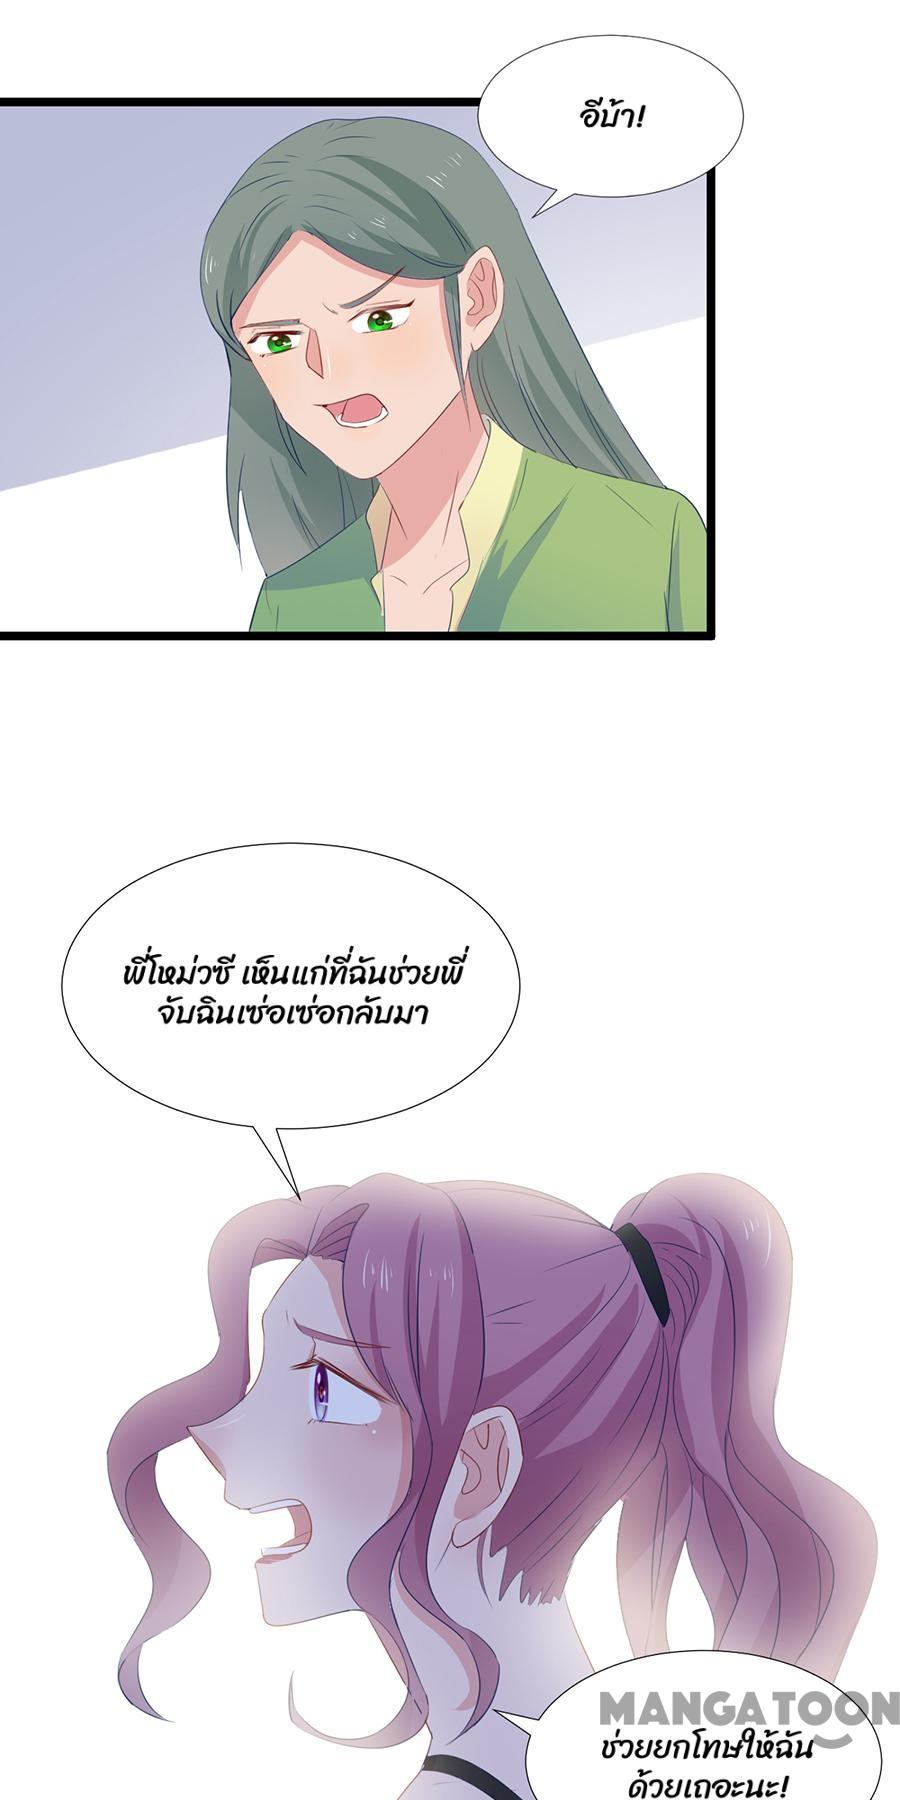 อีบ้า!
พี่โหม่วซี เห็นแก่ที่ฉันช่วยพี่
จับฉินเซ่อเซ่อกลับมา
MANGATOON
ช่วยยกโทษให้ฉัน
ด้วยเถอะนะ!